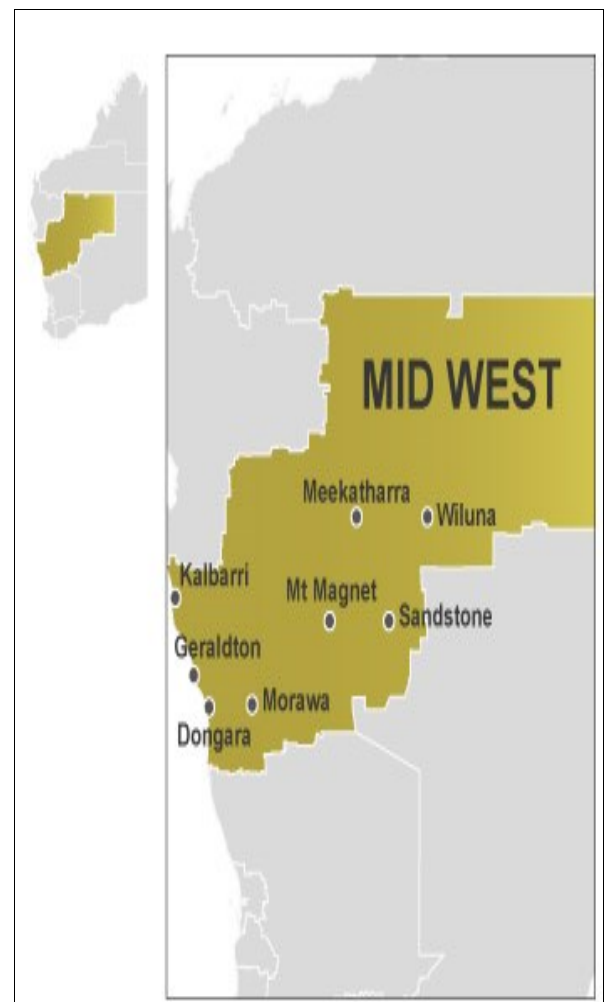 MID WEST
Meekatharra
Wiluna
Kalbarri
Mt Magnet
Sandstone
Geraldton
Morawa
Dongara